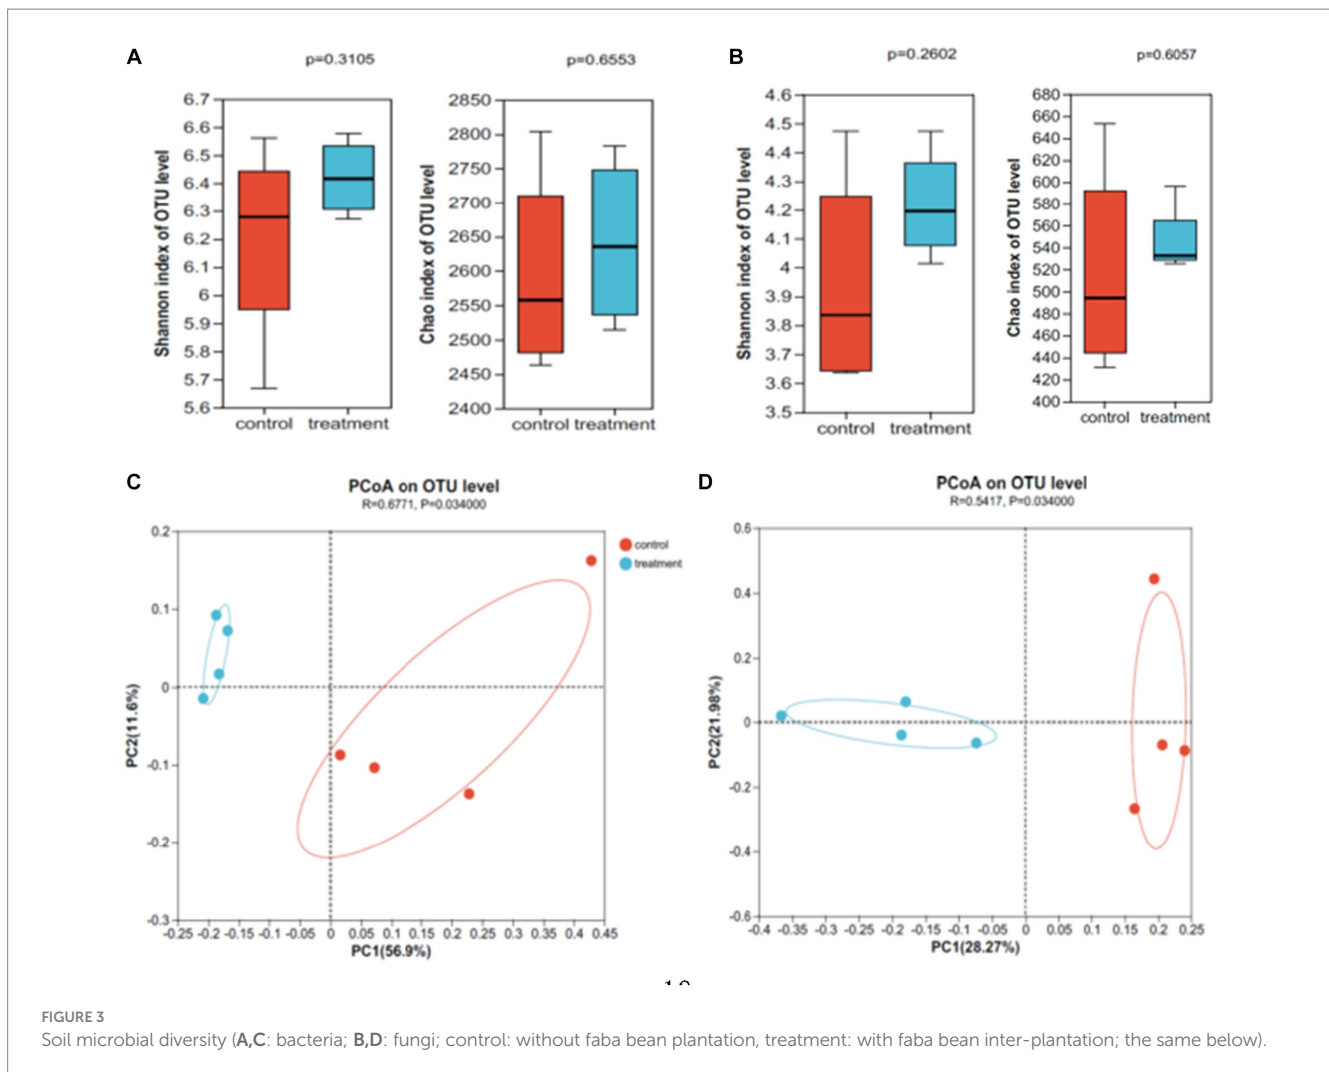 A
p=0.3105
p=0.6553
Shannon index of OTU level
6.7
6.6
6.5
6.4
6.3
6.2
6.1
6
5.9
5.8
5.7
5.6
control
treatment
Chao index of OTU level
2850
2800
2750
2700
2650
2600
2550
2500
2450
2400
control
treatment
B
p=0.2602
p=0.6057
Shannon index of OTU level
4.6
4.5
4.4
4.3
4.2
4.1
4
3.9
3.8
3.7
3.6
3.5
control
treatment
Chao index of OTU level
680
660
640
620
600
580
560
540
520
500
480
460
440
420
400
control
treatment
C
PCoA on OTU level
R=0.6771, P=0.034000
control
treatment
PC2(11.6%)
0.2
0.1
0
-0.1
-0.2
-0.3
-0.25 -0.2 -0.15 -0.1 -0.05 0 0.05 0.1 0.15 0.2 0.25 0.3 0.35 0.4 0.45
PC1(56.9%)
D
PCoA on OTU level
R=0.5417, P=0.034000
PC2(21.98%)
0.6
0.4
0.2
0
-0.2
-0.4
-0.6
-0.4 -0.35 -0.3 -0.25 -0.2 -0.15 -0.1 -0.05 0 0.05 0.1 0.15 0.2 0.25
PC1(28.27%)
FIGURE 3
Soil microbial diversity (A,C: bacteria; B,D: fungi; control: without faba bean plantation, treatment: with faba bean inter-plantation; the same below).